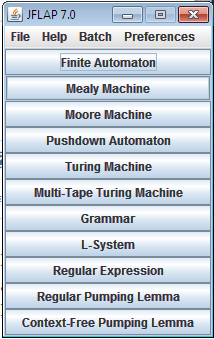 JFLAP 7.0
File Help Batch Preferences
Finite Automaton
Mealy Machine
Moore Machine
Pushdown Automaton
Turing Machine
Multi-Tape Turing Machine
Grammar
L-System
Regular Expression
Regular Pumping Lemma
Context-Free Pumping Lemma